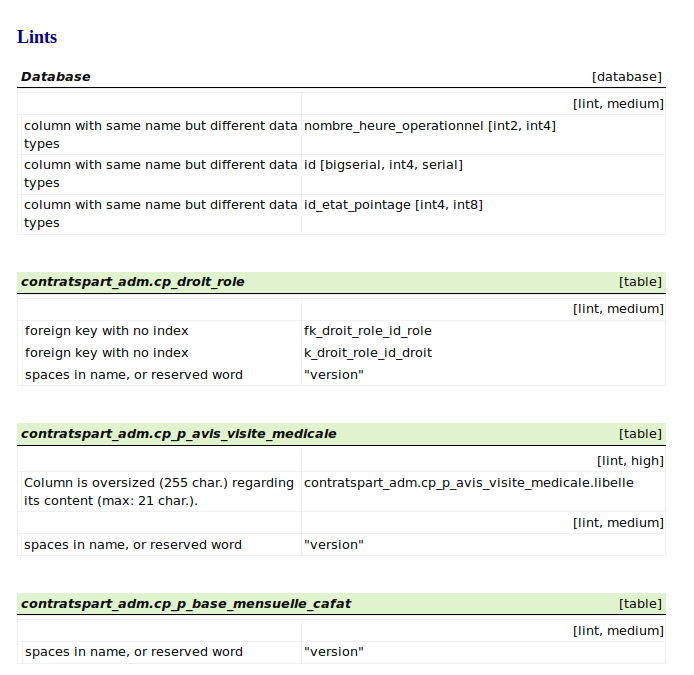 Lints
Database [database]
[lint, medium]
column with same name but different data nombre_heure_operationnel [int2, int4]
types
column with same name but different data id [bigserial, int4, serial]
types
column with same name but different data id_etat_pointage [int4, int8]
types
contratspart_adm.cp_droit_role [table]
[lint, medium]
foreign key with no index fk_droit_role_id_role
foreign key with no index k_droit_role_id_droit
spaces in name, or reserved word "version"
contratspart_adm.cp_p_avis_visite_medicale [table]
[lint, high]
Column is oversized (255 char.) regarding contratspart_adm.cp_p_avis_visite_medicale.libelle
its content (max: 21 char.).
[lint, medium]
spaces in name, or reserved word "version"
contratspart_adm.cp_p_base_mensuelle_cafat [table]
[lint, medium]
spaces in name, or reserved word "version"